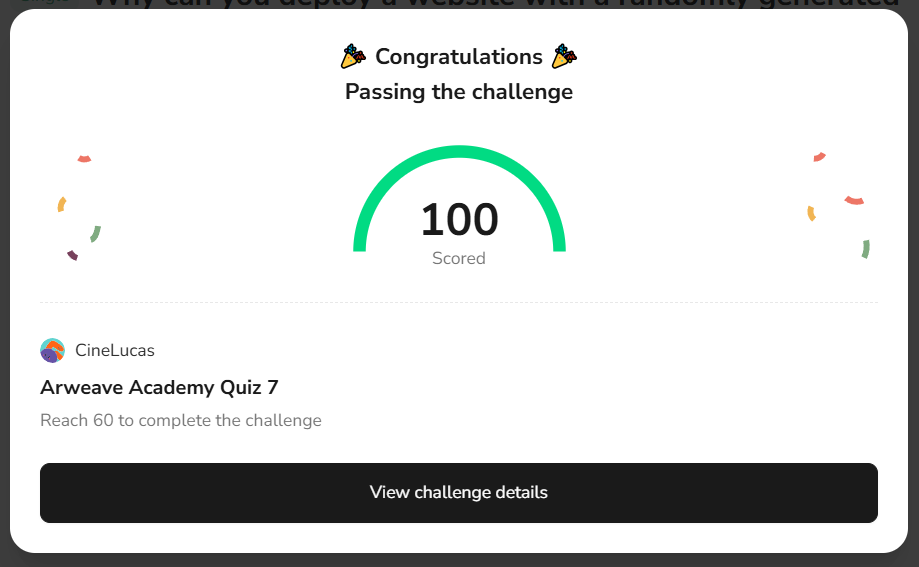 Why can you deploy a website with a randomly generated
🎉 Congratulations 🎉
Passing the challenge
100
Scored
CineLucas
Arweave Academy Quiz 7
Reach 60 to complete the challenge
View challenge details